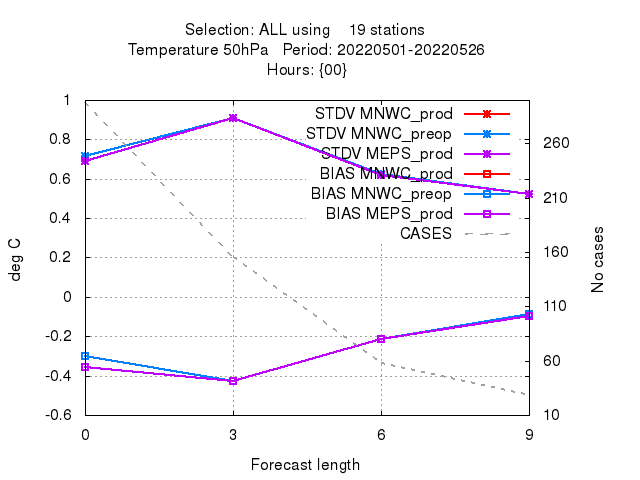 Selection: ALL using 19 stations
Temperature 50hPa Period: 20220501-20220526
Hours: {00}
STDV MNWC_prod
STDV MNWC_preop
STDV MEPS_prod
BIAS MNWC_prod
BIAS MNWC_preop
BIAS MEPS_prod
CASES
deg C
1
0.8
0.6
0.4
0.2
0
-0.2
-0.4
-0.6
260
210
160
110
60
10
No cases
0 3 6 9
Forecast length